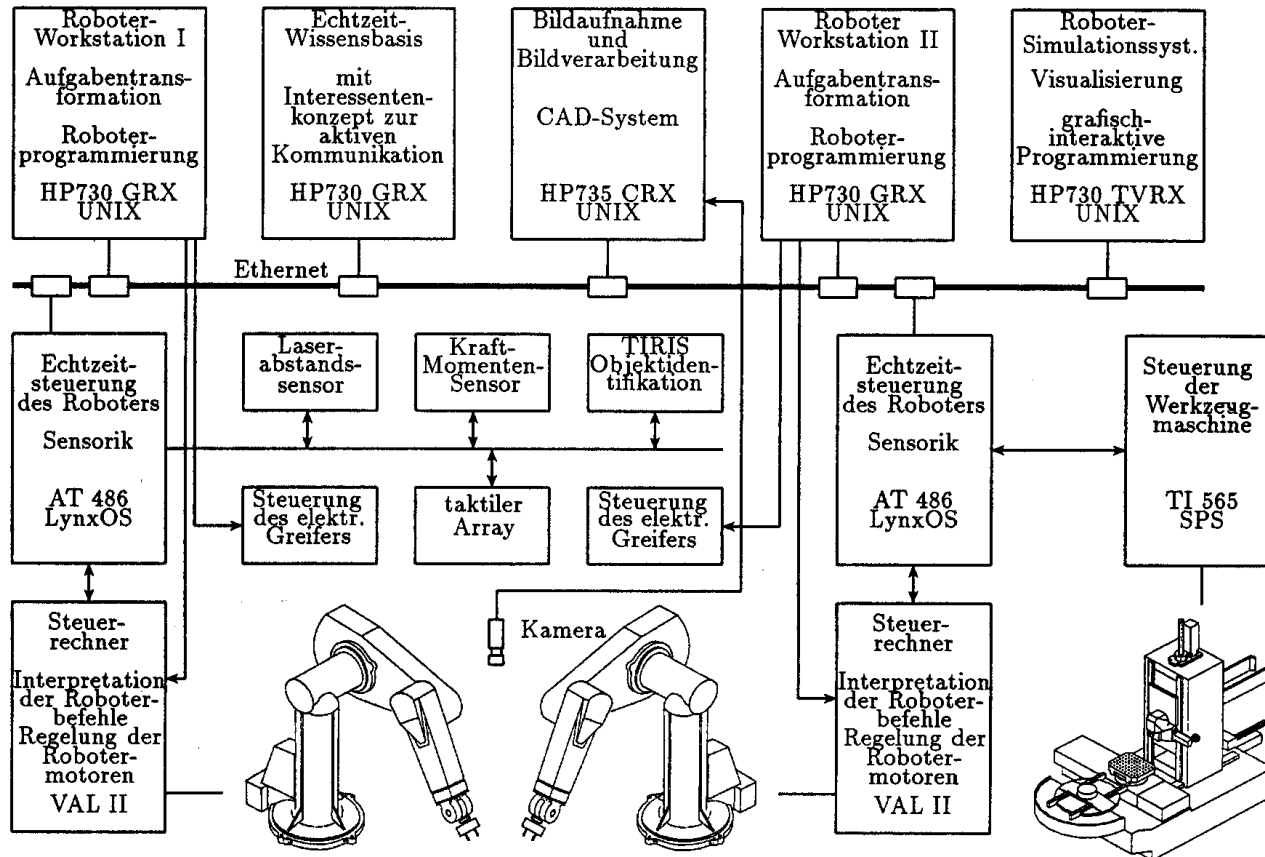 Roboter-
Workstation I
Aufgabentrans-
formation
Roboter-
programmierung
HP730 GRX
UNIX
Echtzeit-
Wissensbasis
mit
Interessenten-
konzept zur
aktiven
Kommunikation
HP730 GRX
UNIX
Bildaufnahme
und
Bildverarbeitung
CAD-System
HP735 CRX
UNIX
Roboter
Workstation II
Aufgabentrans-
formation
Roboter-
programmierung
HP730 GRX
UNIX
Roboter-
Simulationssyst.
Visualisierung
grafisch-
interaktive
Programmierung
HP730 TVRX
UNIX
Ethernet
Echtzeit-
steuerung
des Roboters
Sensorik
AT 486
LynxOS
Laser-
abstands-
sensor
Kraft-
Momenten-
Sensor
TIRIS
Objektiden-
tifikation
Steuerung
des elektr.
Greifers
taktiler
Array
Steuerung
des elektr.
Greifers
Echtzeit-
steuerung
des Roboters
Sensorik
AT 486
LynxOS
Steuerung
der
Werkzeug-
maschine
TI 565
SPS
Steuer-
rechner
Interpretation
der Roboter-
befehle
Regelung der
Roboter-
motoren
VAL II
Kamera
Steuer-
rechner
Interpretation
der Roboter-
befehle
Regelung der
Roboter-
motoren
VAL II